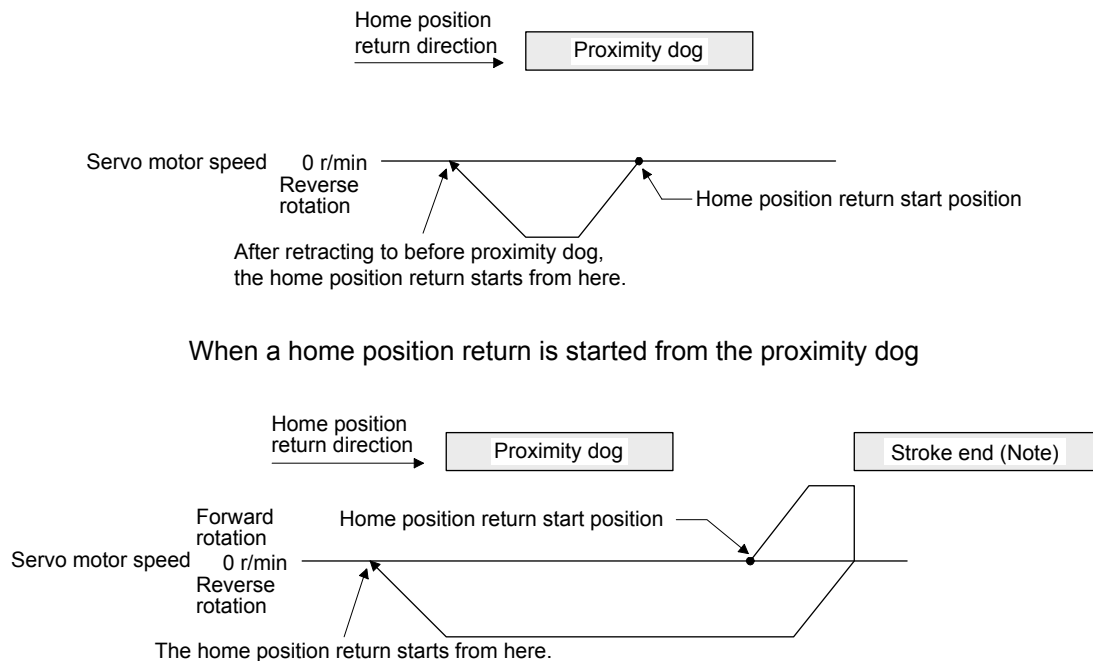 Home position
return direction
Proximity dog
Servo motor speed
0 r/min
Reverse
rotation
Home position return start position
After retracting to before proximity dog,
the home position return starts from here.
When a home position return is started from the proximity dog
Home position
return direction
Proximity dog
Stroke end (Note)
Forward
rotation
Home position return start position
Servo motor speed
0 r/min
Reverse
rotation
The home position return starts from here.